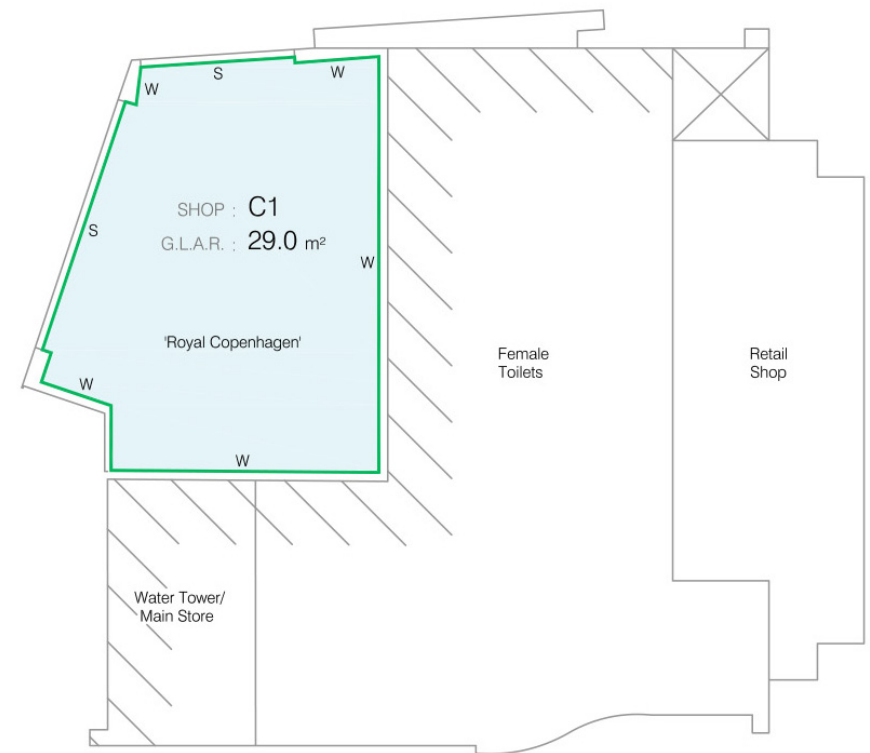 S
W
W
SHOP : C1
S
G.L.A.R. : 29.0 m²
W
'Royal Copenhagen'
Female
Toilets
Retail
Shop
W
W
Water Tower/
Main Store